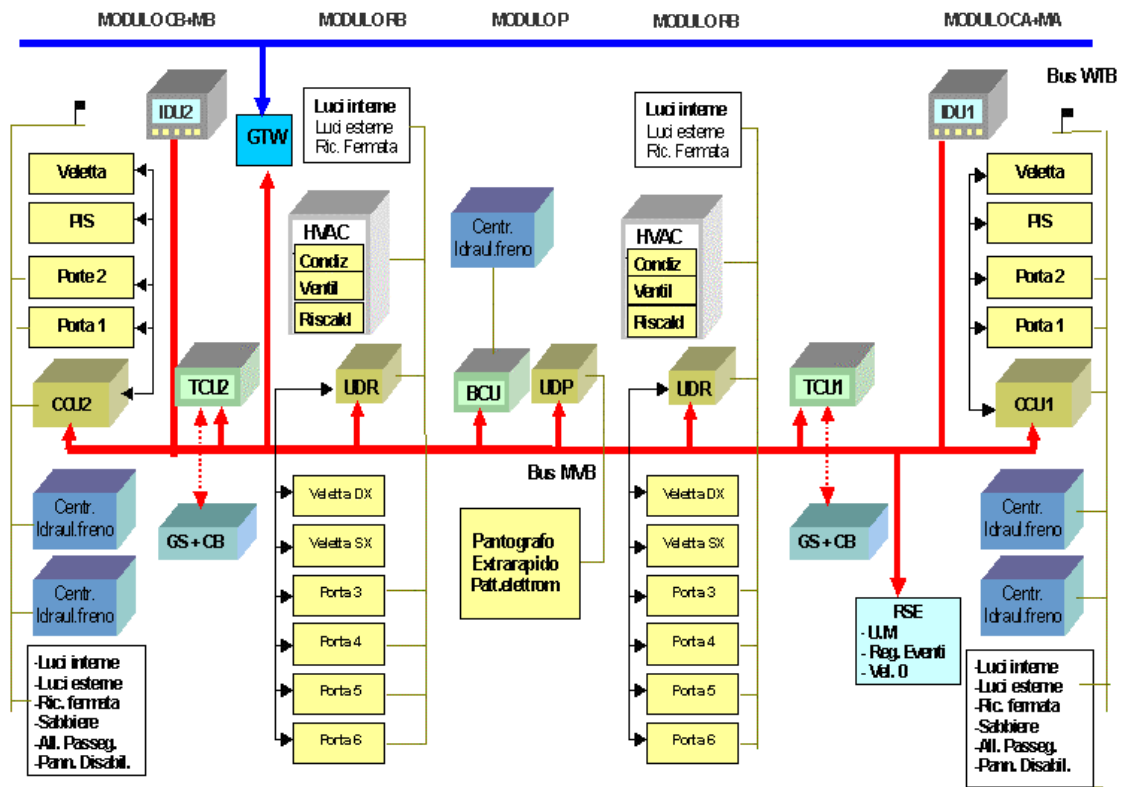 MODULO CB+MB
MODULO RB
MODULO P
MODULO RB
MODULO CA+MA
Bus WTB
IDU2
GTW
Luci interne
Luci esterne
Ric. Fermata
Luci interne
Luci esterne
Ric. Fermata
IDU1
Veletta
PIS
Porte 2
Porta 1
HVAC
Condiz
Ventil
Riscald
Centr.
Idraul.freno
HVAC
Condiz
Ventil
Riscald
Veletta
PIS
Porta 2
Porta 1
CCU2
TCU2
UDR
BCU
UDP
UDR
TCU1
CCU1
Bus MVB
Centr.
Idraul.freno
Centr.
Idraul.freno
GS + CB
Veletta DX
Veletta SX
Porta 3
Porta 4
Porta 5
Porta 6
Pantografo
Extrarapido
Patt.elettrom
Veletta DX
Veletta SX
Porta 3
Porta 4
Porta 5
Porta 6
GS + CB
RSE
- U.M
- Reg. Eventi
- Vel. 0
Centr.
Idraul.freno
Centr.
Idraul.freno
-Luci interne
-Luci esterne
-Ric. fermata
-Sabbiere
-All. Passeg.
-Pann. Disabil.
-Luci interne
-Luci esterne
-Ric. fermata
-Sabbiere
-All. Passeg.
-Pann. Disabil.